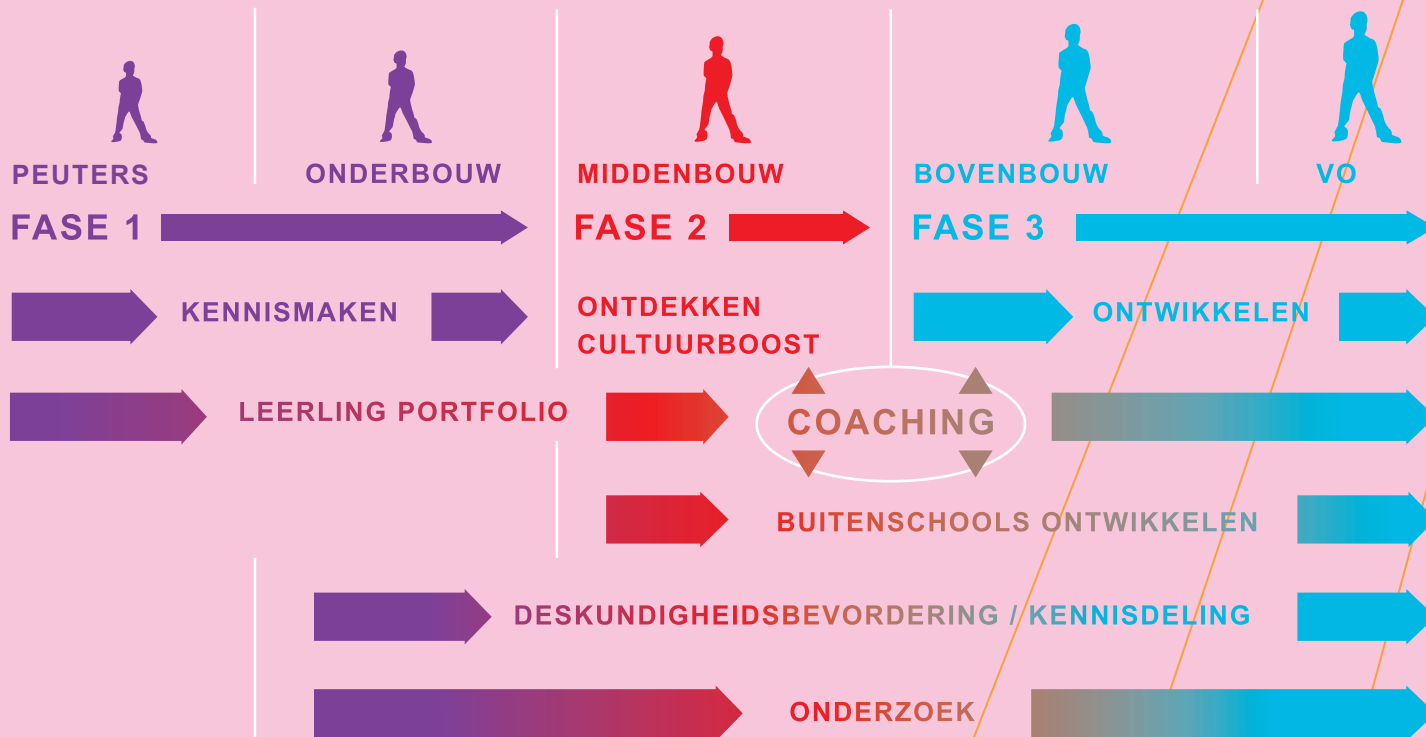 PEUTERS
ONDERBOUW
MIDDENBOUW
BOVENBOUW
VO
FASE 1
FASE 2
FASE 3
KENNISMAKEN
ONTDEKKEN
CULTUURBOOST
ONTWIKKELEN
LEERLING PORTFOLIO
COACHING
BUITENSCHOOLS ONTWIKKELEN
DESKUNDIGHEIDSBEVORDERING / KENNISDELING
ONDERZOEK